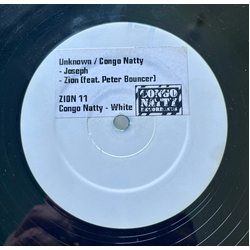 Unknown / Congo Natty
- Joseph
- Zion (feat. Peter Bouncer)
ZION 11
Congo Natty - White
CONGO
NATTY
RECORDINGS